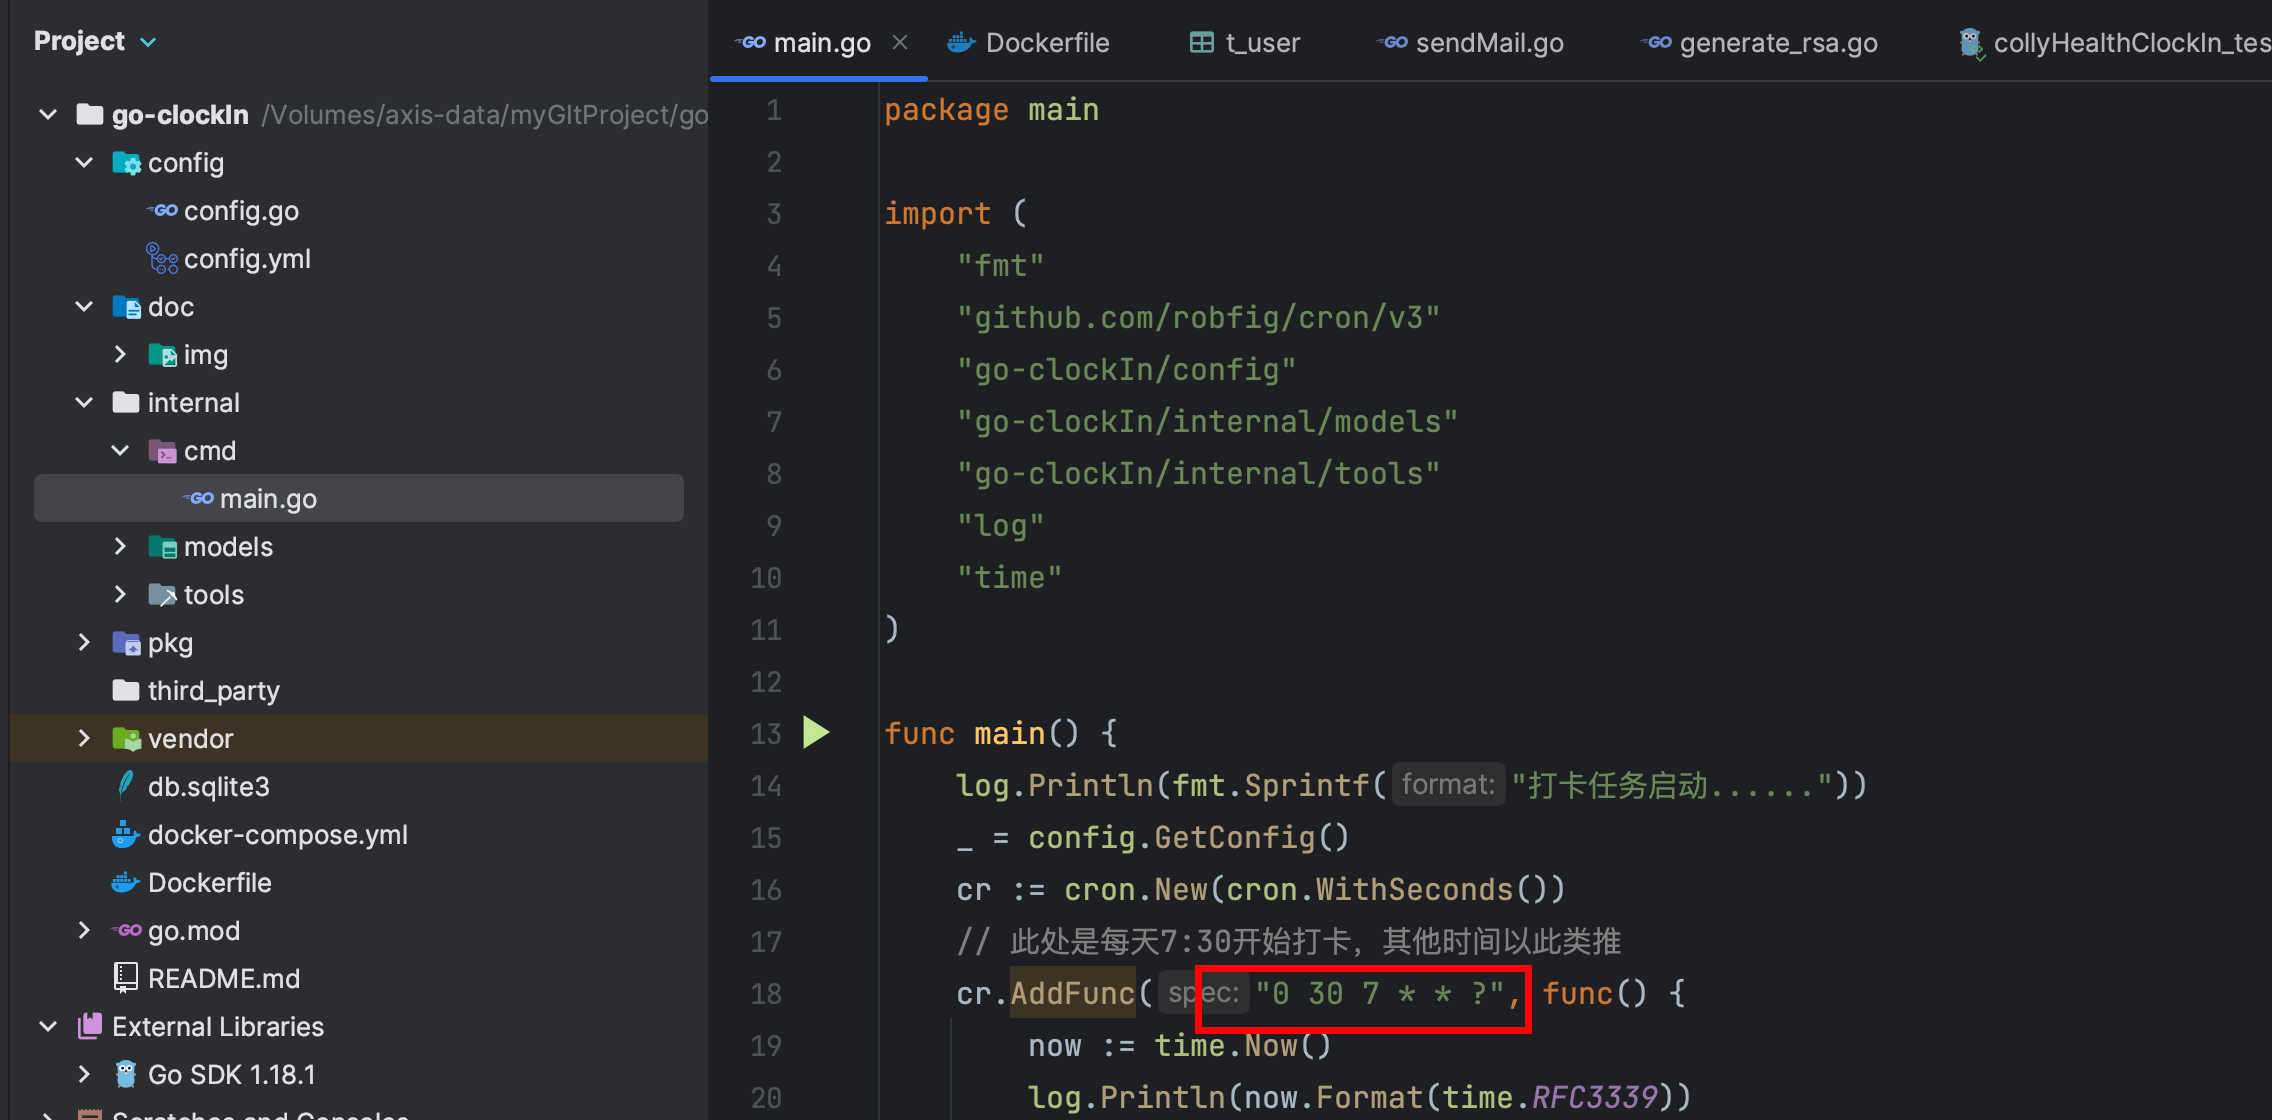 Project
main.go
Dockerfile
t_user
sendMail.go
generate_rsa.go
collyHealthClockIn_tes
go-clockIn /Volumes/axis-data/myGItProject/go
config
config.go
config.yml
doc
img
internal
cmd
main.go
models
tools
pkg
third_party
vendor
db.sqlite3
docker-compose.yml
Dockerfile
go.mod
README.md
External Libraries
Go SDK 1.18.1
Scratches and Consoles
1 package main
2
3 import (
4 "fmt"
5 "github.com/robfig/cron/v3"
6 "go-clockIn/config"
7 "go-clockIn/internal/models"
8 "go-clockIn/internal/tools"
9 "log"
10 "time"
11 )
12
13 func main() {
14 log.Println(fmt.Sprintf( format: "打卡任务启动......"))
15 _ = config.GetConfig()
16 cr := cron.New(cron.WithSeconds())
17 // 此处是每天7:30开始打卡，其他时间以此类推
18 cr.AddFunc( spec: "0 30 7 * * ?", func() {
19 now := time.Now()
20 log.Println(now.Format(time.RFC3339))